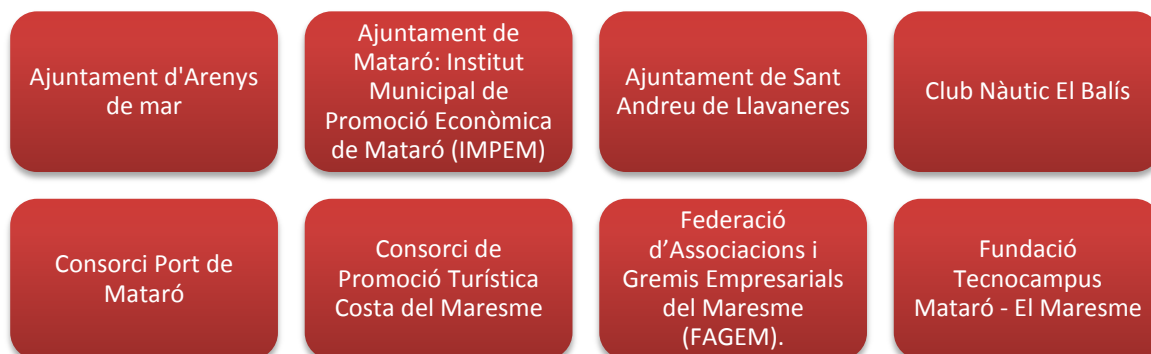 Ajuntament d'Arenys
de mar
Ajuntament de
Mataró: Institut
Municipal de
Promoció Econòmica
de Mataró (IMPEM)
Ajuntament de Sant
Andreu de Llavaneres
Club Nàutic El Balís
Consorci Port de
Mataró
Consorci de
Promoció Turística
Costa del Maresme
Federació
d’Associacions i
Gremis Empresarials
del Maresme
(FAGEM).
Fundació
Tecnocampus
Mataró - El Maresme